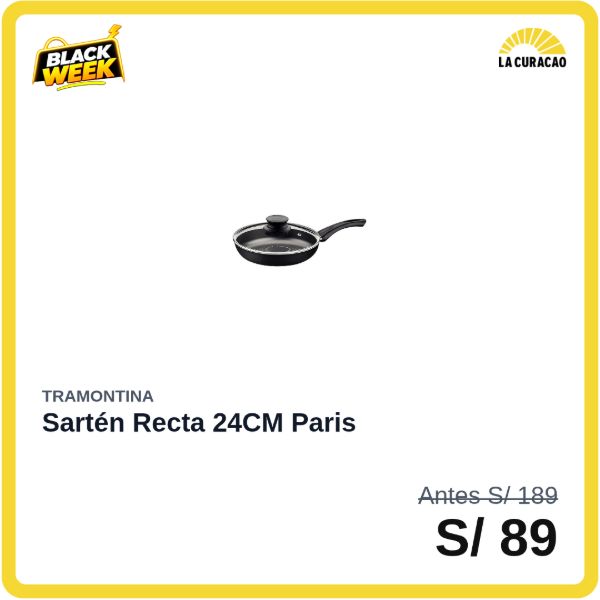 BLACK
WEEK
LA CURACAO
TRAMONTINA
Sartén Recta 24CM Paris
Antes S/ 189
S/ 89